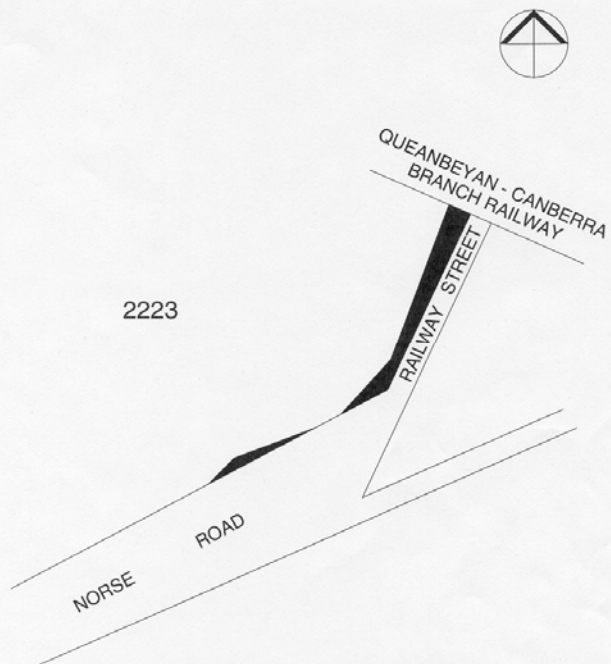 QUEANBEYAN - CANBERRA
BRANCH RAILWAY
RAILWAY STREET
2223
NORSE ROAD